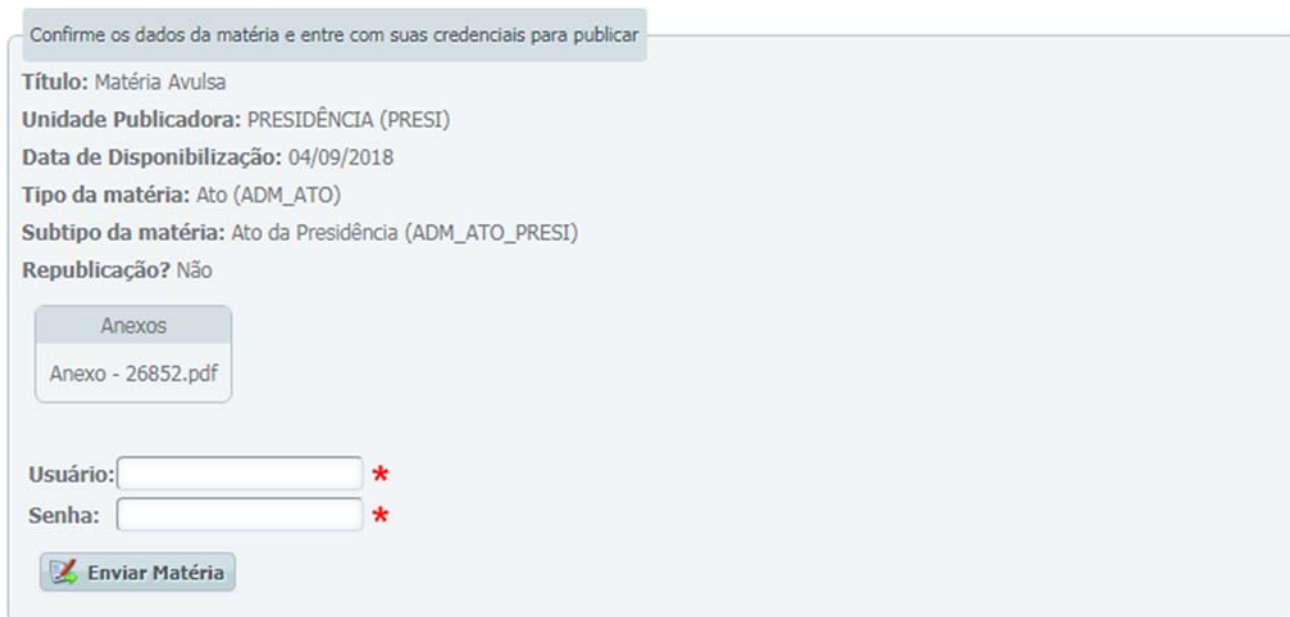 Confirme os dados da matéria e entre com suas credenciais para publicar
Título: Matéria Avulsa
Unidade Publicadora: PRESIDÊNCIA (PRESI)
Data de Disponibilização: 04/09/2018
Tipo da matéria: Ato (ADM_ATO)
Subtipo da matéria: Ato da Presidência (ADM_ATO_PRESI)
Republicação? Não
Anexos
Anexo - 26852.pdf
Usuário: *
Senha: *
Enviar Matéria